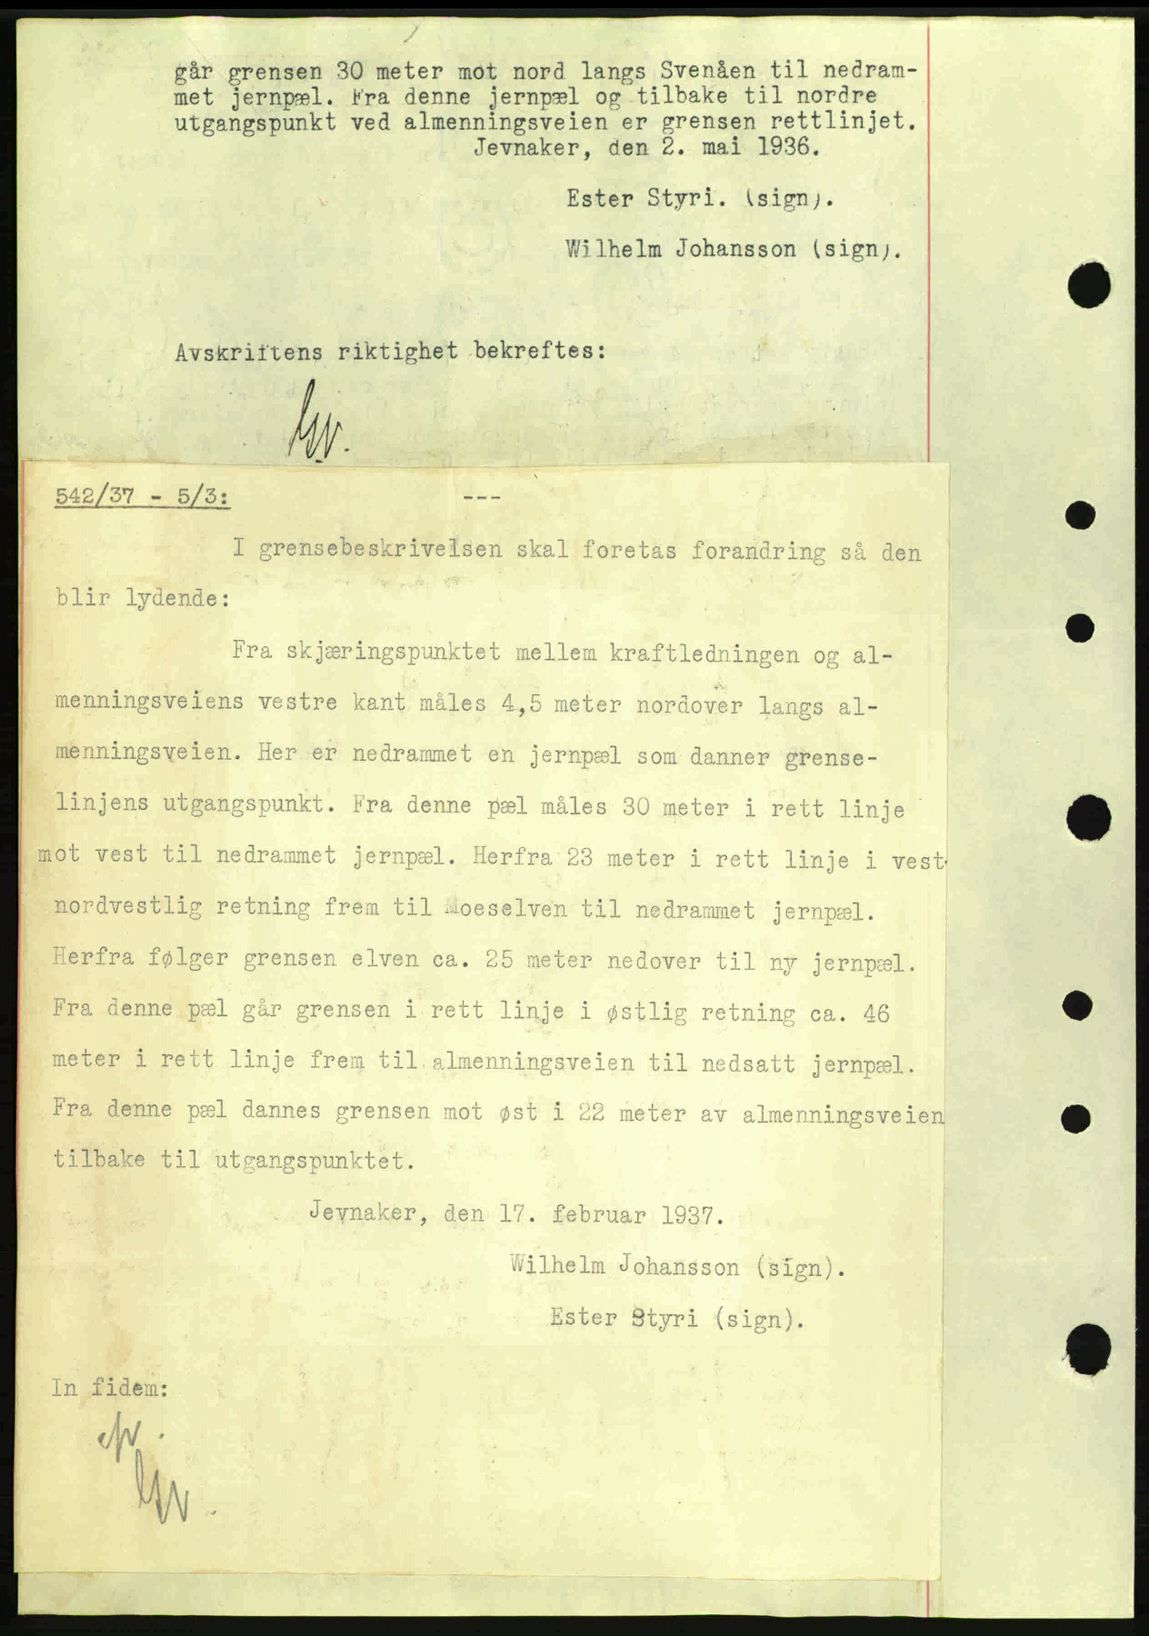 går grensen 30 meter mot nord langs Svenåen til nedram-
met jernpæl. Fra denne jernpæl og tilbake til nordre
utgangspunkt ved almenningsveien er grensen rettlinjet.
Jevnaker, den 2. mai 1936.
Ester Styri. (sign).
Wilhelm Johansson (sign).
Avskriftens riktighet bekreftes:
542/37 - 5/3:
---
I grensebeskrivelsen skal foretas forandring så den
blir lydende:
Fra skjæringspunktet mellem kraftledningen og al-
menningsveiens vestre kant måles 4,5 meter nordover langs al-
menningsveien. Her er nedrammet en jernpæl som danner grense-
linjens utgangspunkt. Fra denne pæl måles 30 meter i rett linje
mot vest til nedrammet jernpæl. Herfra 23 meter i rett linje i vest-
nordvestlig retning frem til Moeselven til nedrammet jernpæl.
Herfra følger grensen elven ca. 25 meter nedover til ny jernpæl.
Fra denne pæl går grensen i rett linje i østlig retning ca. 46
meter i rett linje frem til almenningsveien til nedsatt jernpæl.
Fra denne pæl dannes grensen mot øst i 22 meter av almenningsveien
tilbake til utgangspunktet.
Jevnaker, den 17. februar 1937.
Wilhelm Johansson (sign).
Ester Styri (sign).
In fidem: